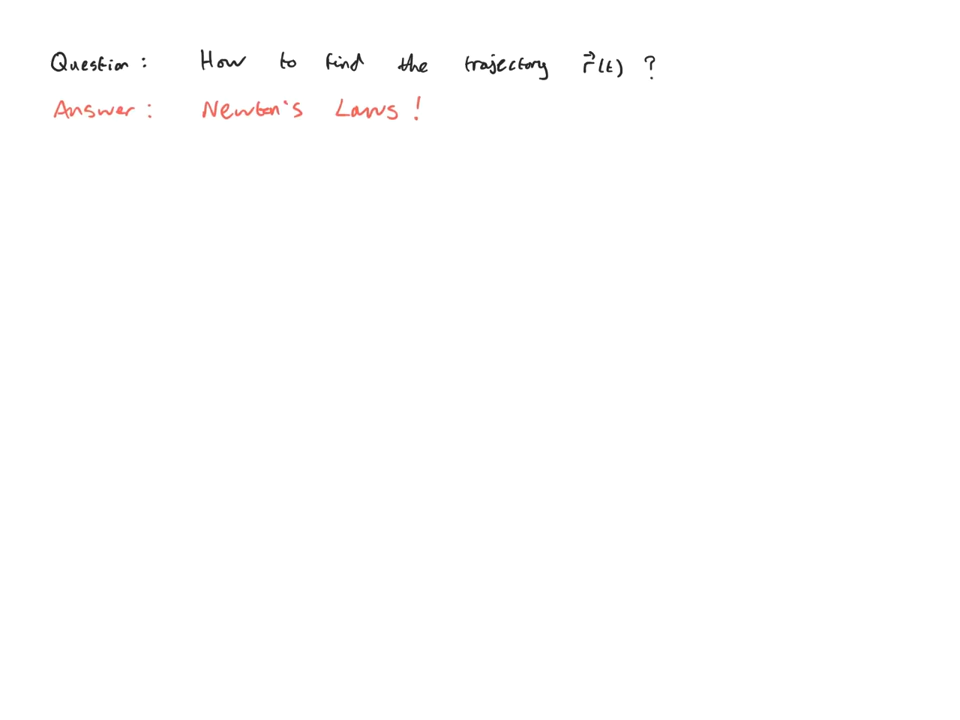 Question : How to find the trajectory r⃗(t) ?
Answer : Newton's Laws !